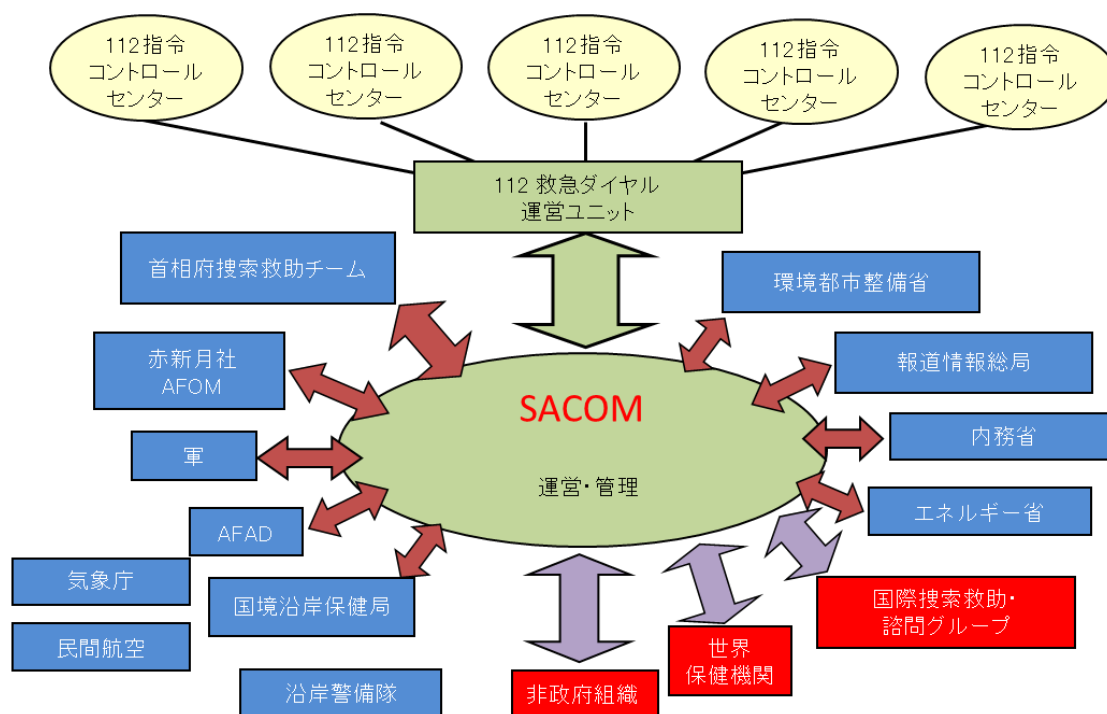 112指令
コントロール
センター
112指令
コントロール
センター
112指令
コントロール
センター
112指令
コントロール
センター
112指令
コントロール
センター
112 救急ダイヤル
運営ユニット
首相府捜索救助チーム
環境都市整備省
赤新月社
AFOM
報道情報総局
SACOM
運営・管理
軍
内務省
AFAD
エネルギー省
気象庁
国境沿岸保健局
国際捜索救助・
諮問グループ
民間航空
世界
保健機関
沿岸警備隊
非政府組織